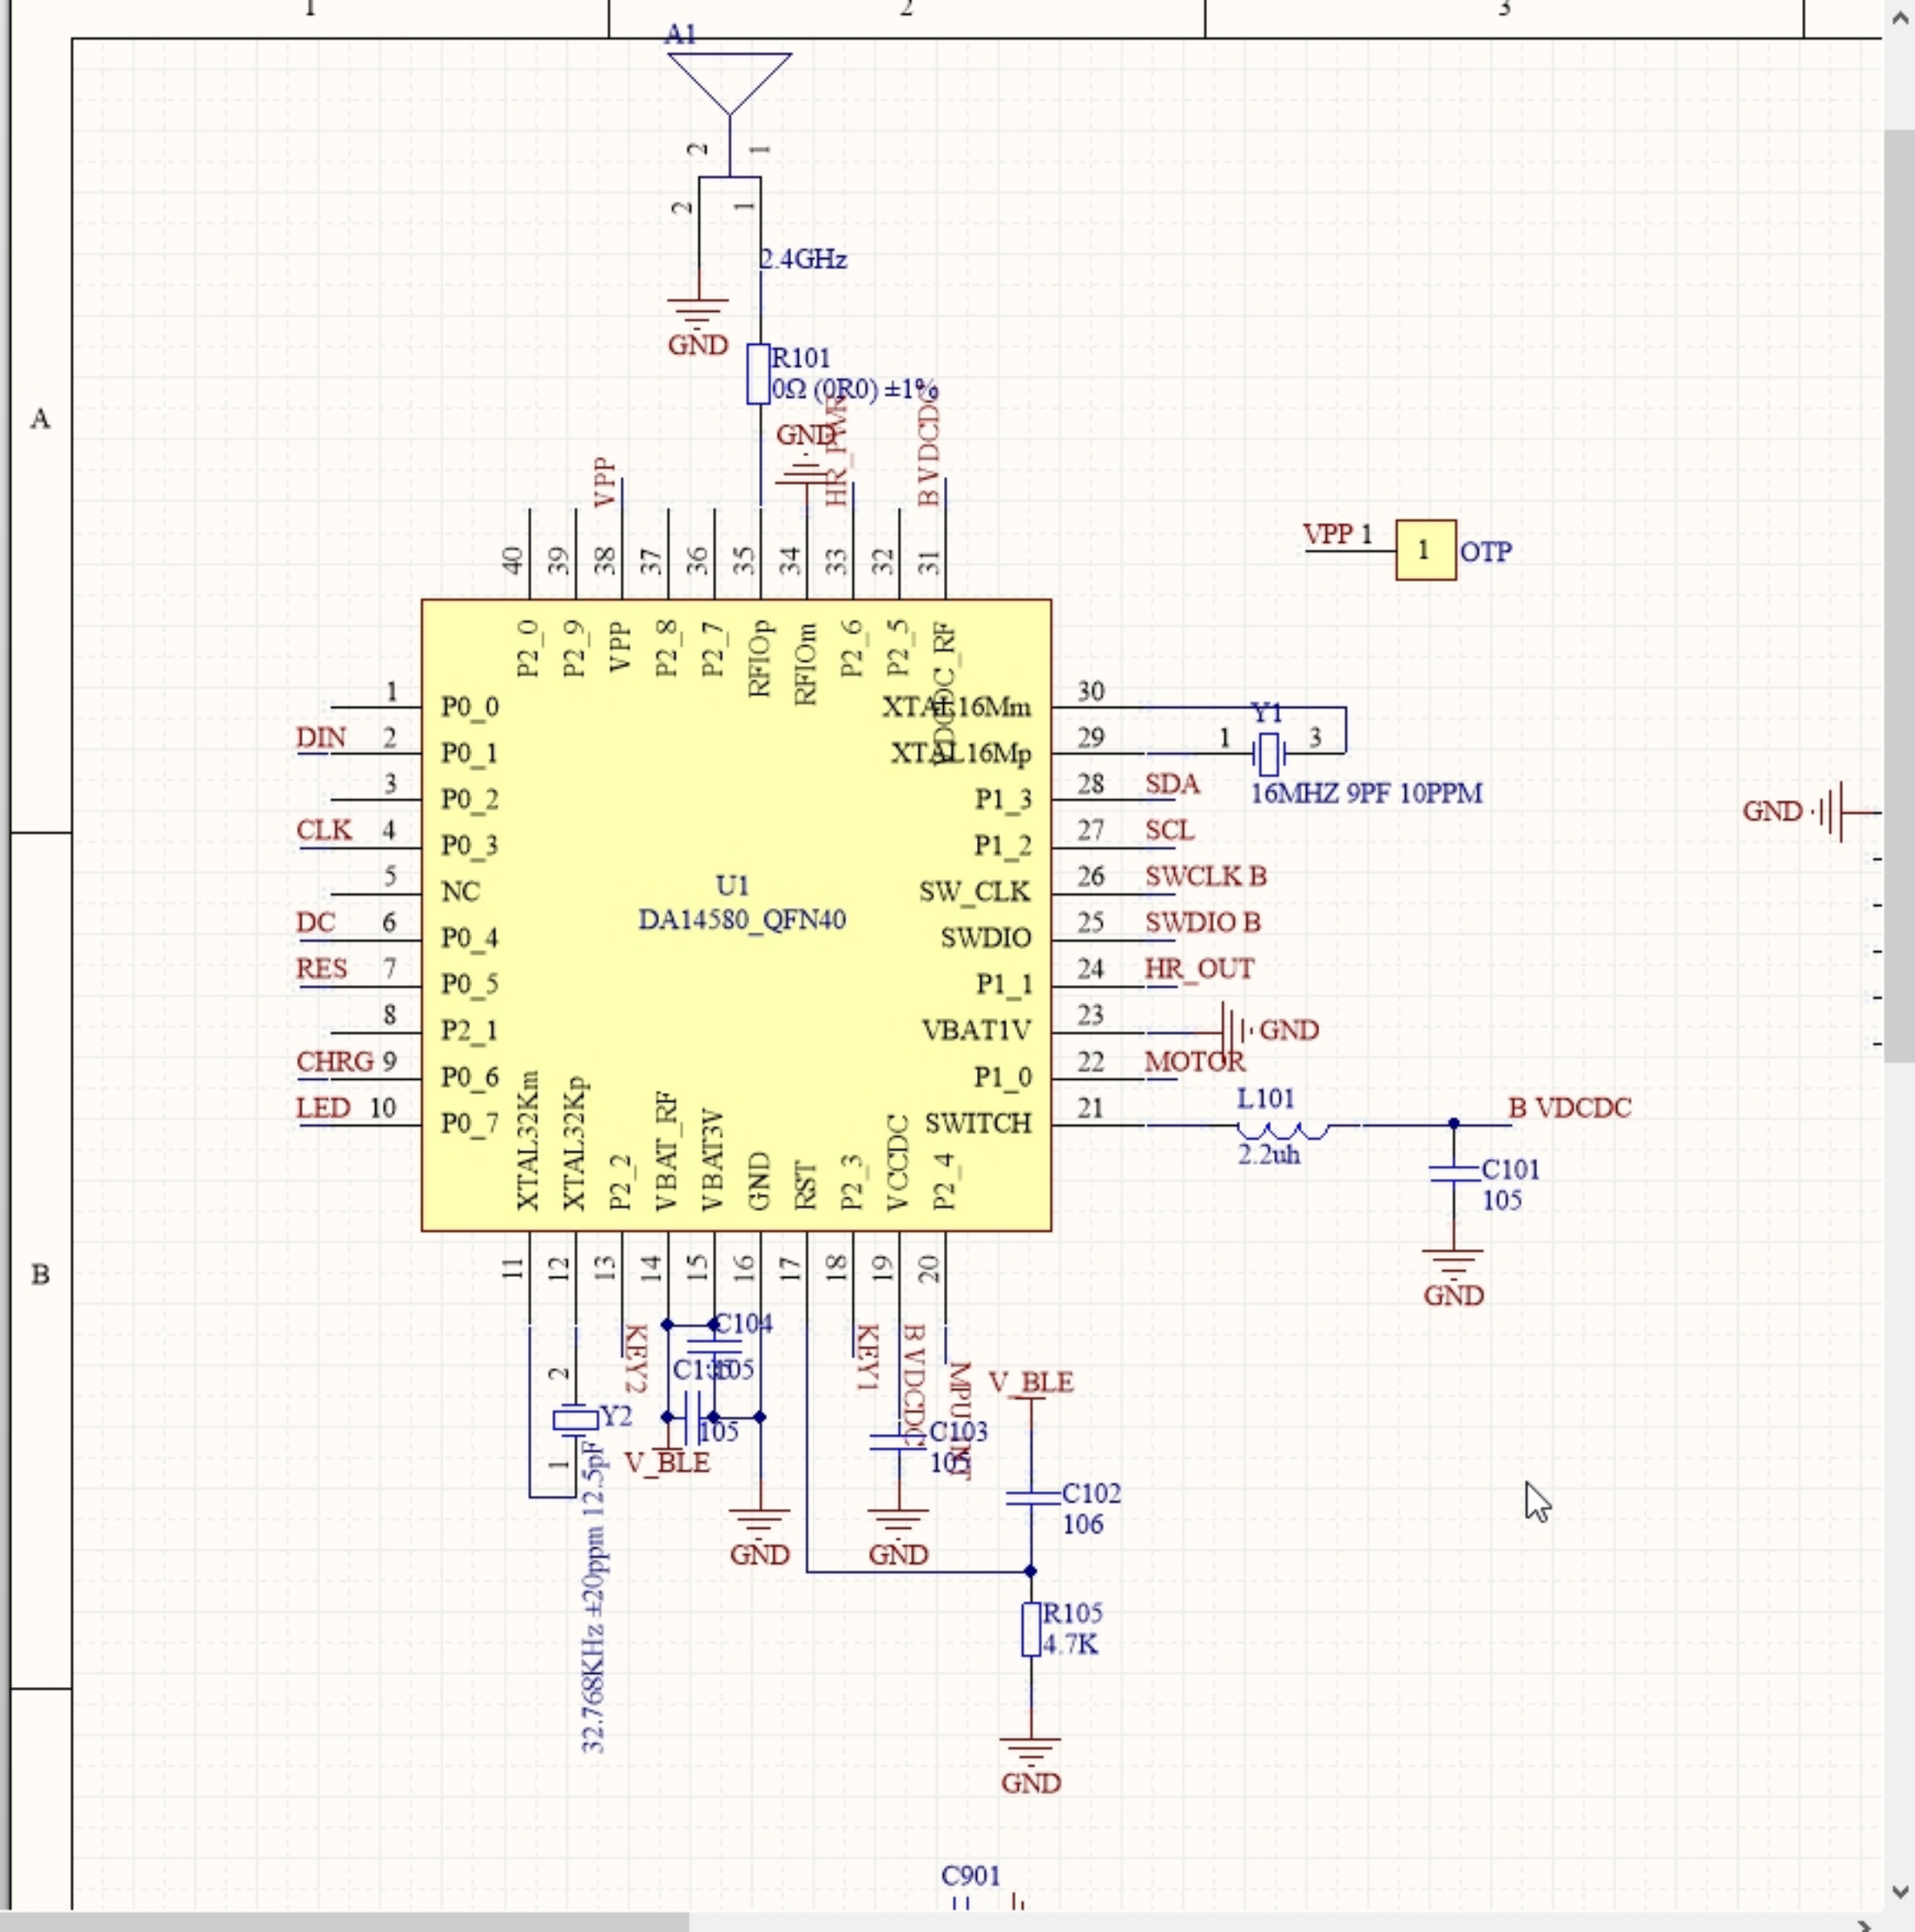 1
2
3
A1
2
1
2
1
2.4GHz
GND
R101
0Ω (0R0) ±1%
A
GND
HR_PWR
B VDCDC
VPP
40
39
38
37
36
35
34
33
32
31
VPP 1
1
OTP
P2_0
P2_9
VPP
P2_8
P2_7
RFIOp
RFIOm
P2_6
P2_5
VDCDC_RF
1
P0_0
DIN 2
P0_1
3
P0_2
CLK 4
P0_3
5
NC
DC 6
P0_4
RES 7
P0_5
8
P2_1
CHRG 9
P0_6
LED 10
P0_7
U1
DA14580_QFN40
XTAL16Mm
30
XTAL16Mp
29
Y1
1
3
16MHZ 9PF 10PPM
P1_3
28 SDA
P1_2
27 SCL
SW_CLK
26 SWCLK B
SWDIO
25 SWDIO B
P1_1
24 HR_OUT
VBAT1V
23
GND
P1_0
22 MOTOR
SWITCH
21
L101
2.2uh
B VDCDC
C101
105
GND
GND
XTAL32Km
XTAL32Kp
P2_2
VBAT_RF
VBAT3V
GND
RST
P2_3
VCCDC
P2_4
B
11
12
13
14
15
16
17
18
19
20
KEY2
C104
105
105
KEY1
B VDCDC
V_BLE
2
Y2
1
32.768KHz ±20ppm 12.5pF
V_BLE
C103
105
C102
106
GND
GND
R105
4.7K
GND
C901